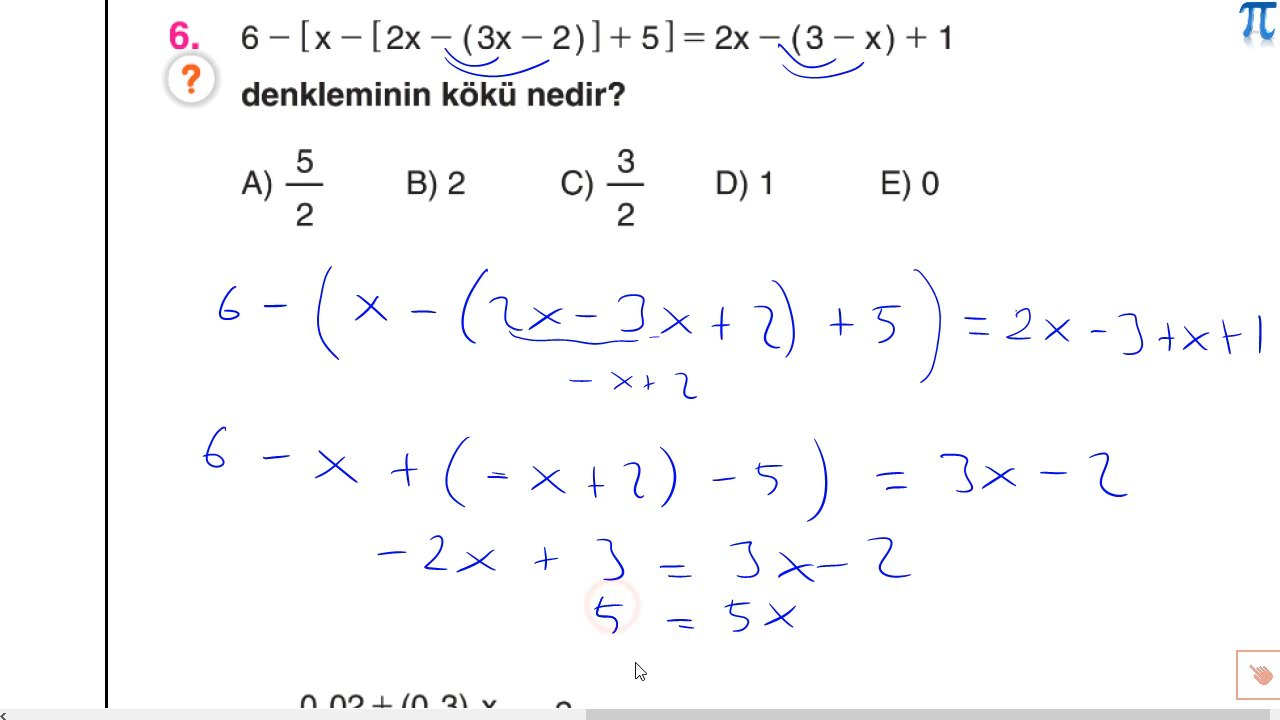 π
6. 6 – [x – [2x – (3x – 2)] + 5] = 2x – (3 – x) + 1
?
denkleminin kökü nedir?
A) 5/2 B) 2 C) 3/2 D) 1 E) 0
6 - (x - (2x - 3x + 2) + 5) = 2x - 3 + x + 1
- x + 2
6 - x + (- x + 2) - 5) = 3x - 2
- 2x + 3 = 3x - 2
5 = 5x